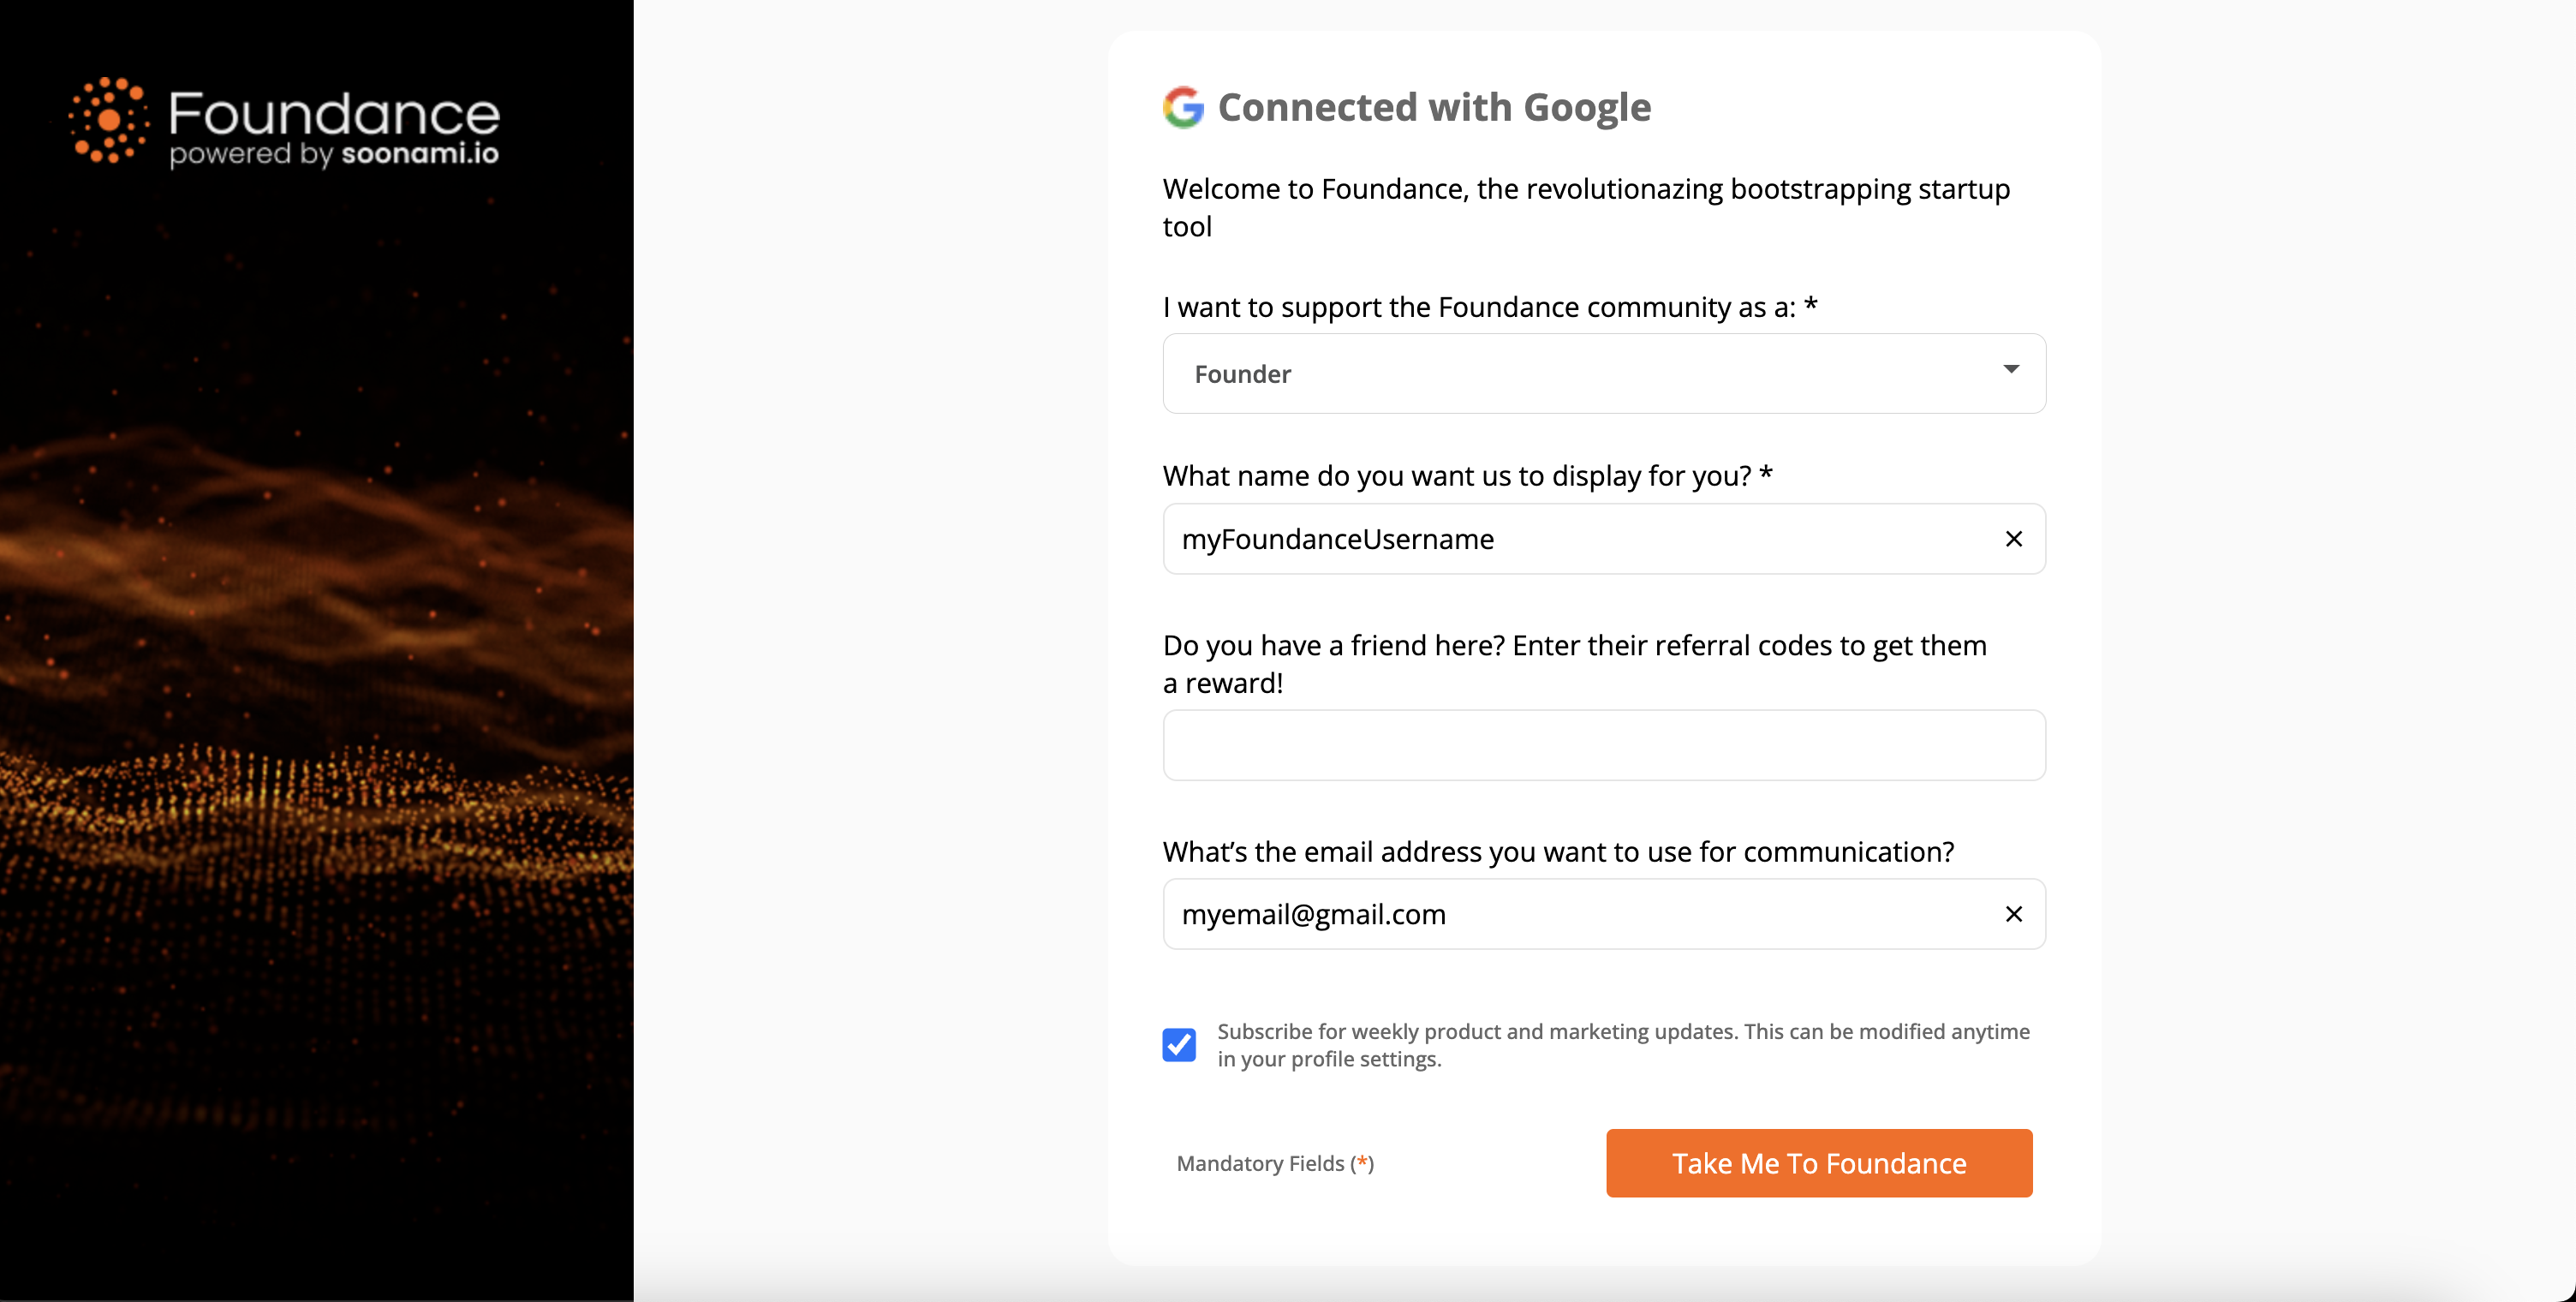 Foundance
powered by soonami.io
Connected with Google
Welcome to Foundance, the revolutionazing bootstrapping startup
tool
I want to support the Foundance community as a: *
Founder
What name do you want us to display for you? *
myFoundanceUsername
Do you have a friend here? Enter their referral codes to get them
a reward!
What's the email address you want to use for communication?
myemail@gmail.com
Subscribe for weekly product and marketing updates. This can be modified anytime
in your profile settings.
Mandatory Fields (*)
Take Me To Foundance